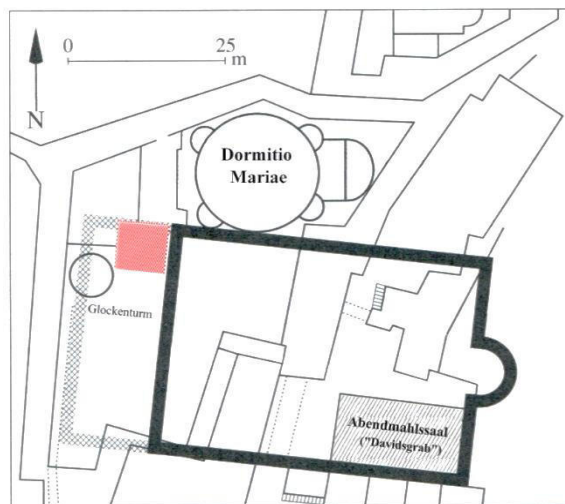 0 25
m
N
Dormitio
Mariae
Glockenturm
Abendmahlssaal
("Davidsgrab")